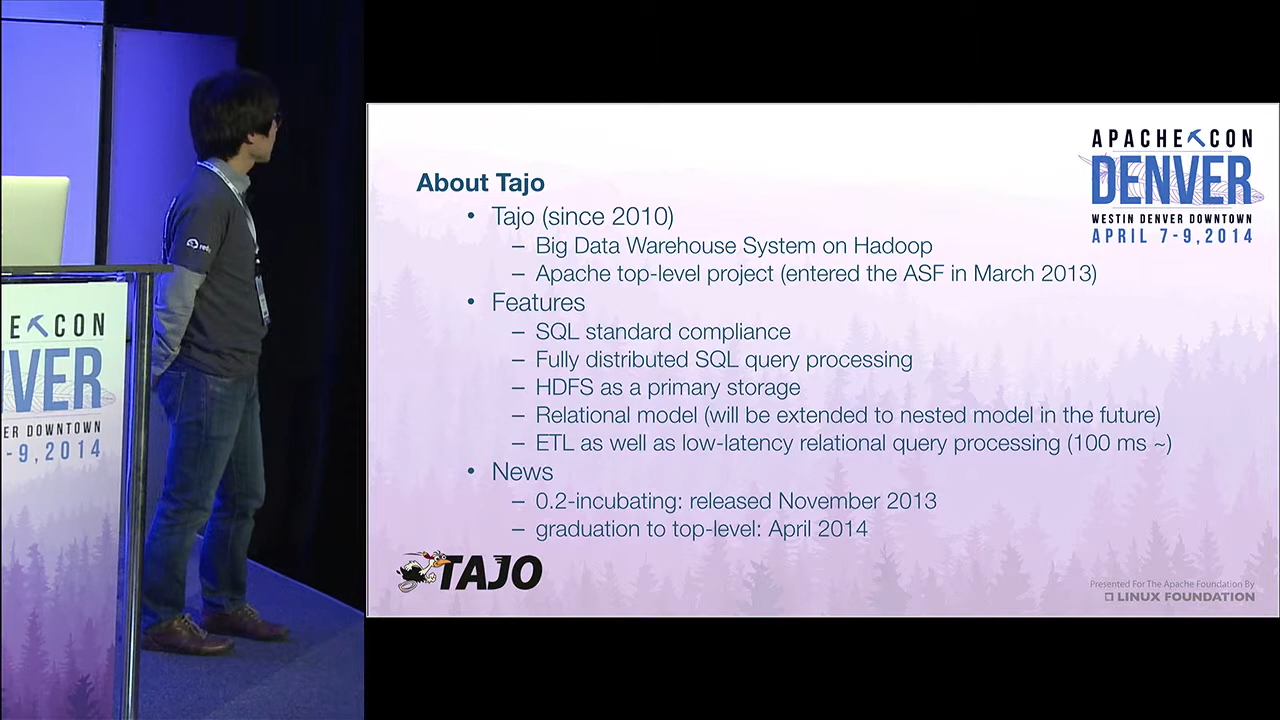 APACHE CON
DENVER
WESTIN DENVER DOWNTOWN
APRIL 7-9, 2014
About Tajo
• Tajo (since 2010)
– Big Data Warehouse System on Hadoop
– Apache top-level project (entered the ASF in March 2013)
• Features
– SQL standard compliance
– Fully distributed SQL query processing
– HDFS as a primary storage
– Relational model (will be extended to nested model in the future)
– ETL as well as low-latency relational query processing (100 ms ~)
• News
– 0.2-incubating: released November 2013
– graduation to top-level: April 2014
TAJO
Presented For The Apache Foundation By
LINUX FOUNDATION
E CON
VER
ER DOWNTOWN
-9, 2014